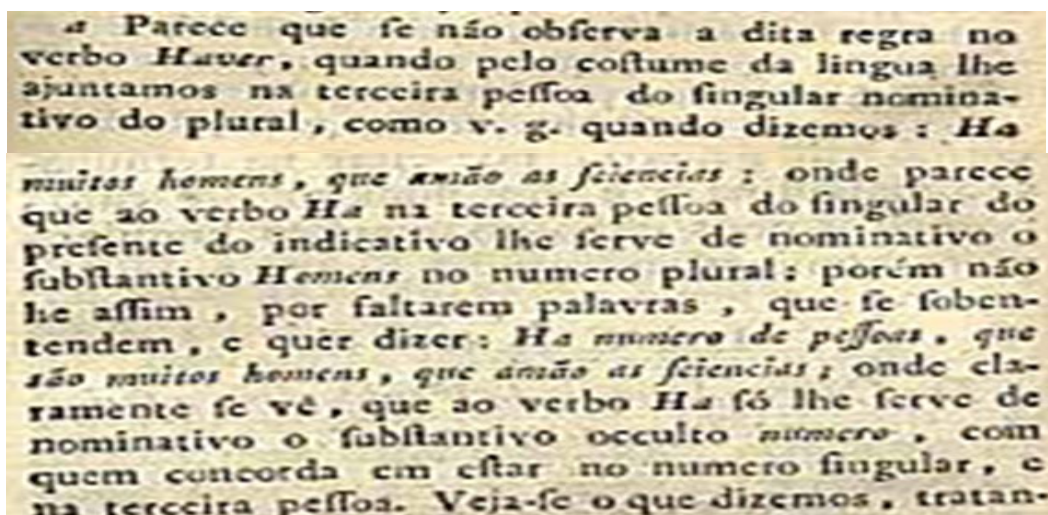 a Parece que ſe náo obſerva a dita regra no
verbo Haver, quando pelo coſtume da lingua lhe
ajuntamos na terceira peſſoa do ſingular nomina-
tivo do plural, como v. g. quando dizemos: Ha
muitos homens, que amáo as ſciencias: onde parece
que ao verbo Ha na terceira peſſoa do ſingular do
preſente do indicativo lhe ſerve de nominativo o
ſubſtantivo Homens no numero plural: porém náo
he aſſim, por faltarem palavras, que ſe ſoben-
tendem, e quer dizer: Ha numero de peſſoas, que
sáo muitos homens, que amáo as ſciencias; onde cla-
ramente ſe vê, que ao verbo Ha ſó lhe ſerve de
nominativo o ſubſtantivo occulto numero, com
quem concorda em eſtar no numero ſingular, e
na terceira peſſoa. Veja-ſe o que dizemos, tratan-